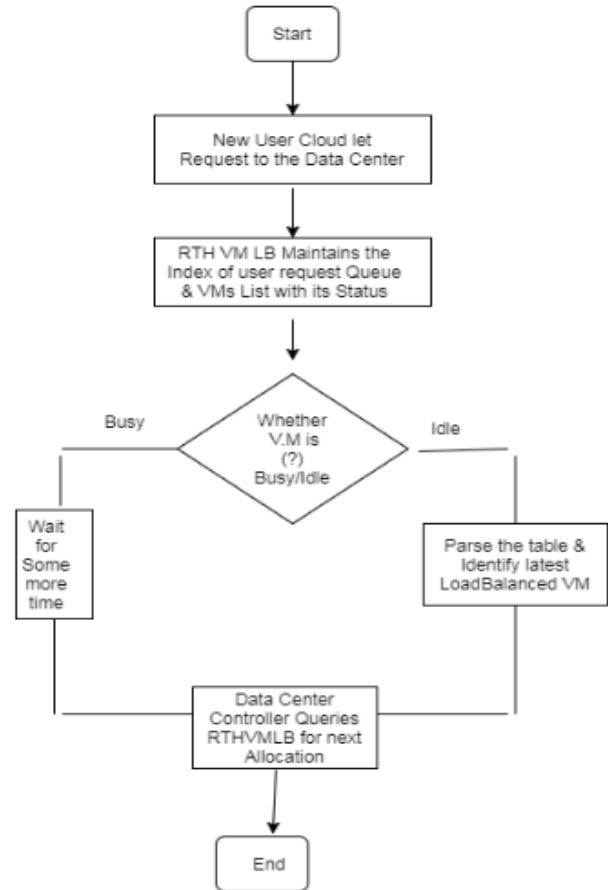 Start
New User Cloud let
Request to the Data Center
RTH VM LB Maintains the
Index of user request Queue
& VMs List with its Status
Busy
Whether
V.M is
(?)
Busy/Idle
Idle
Wait
for
Some
more
time
Parse the table &
Identify latest
LoadBalanced VM
Data Center
Controller Queries
RTHVMLB for next
Allocation
End